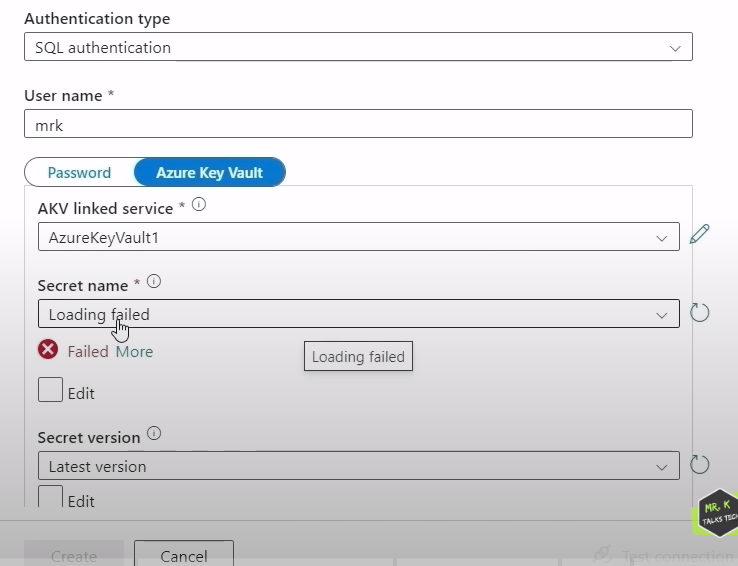 Authentication type
SQL authentication
User name *
mrk
Password Azure Key Vault
AKV linked service *
AzureKeyVault1
Secret name *
Loading failed
Failed More
Loading failed
Edit
Secret version
Latest version
Edit
MR. K
TALKS TECH
Create Cancel Test connection